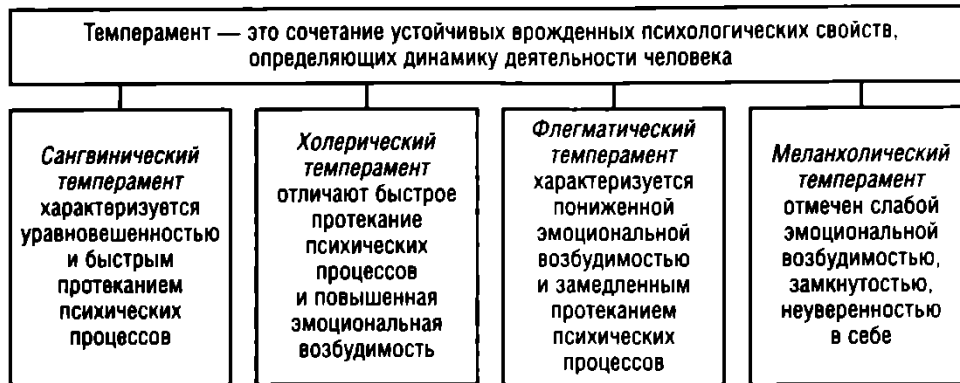 Темперамент — это сочетание устойчивых врожденных психологических свойств,
определяющих динамику деятельности человека
Сангвинический
темперамент
характеризуется
уравновешенностью
и быстрым
протеканием
психических
процессов
Холерический
темперамент
отличают быстрое
протекание
психических
процессов
и повышенная
эмоциональная
возбудимость
Флегматический
темперамент
характеризуется
пониженной
эмоциональной
возбудимостью
и замедленным
протеканием
психических
процессов
Меланхолический
темперамент
отмечен слабой
эмоциональной
возбудимостью,
замкнутостью,
неуверенностью
в себе